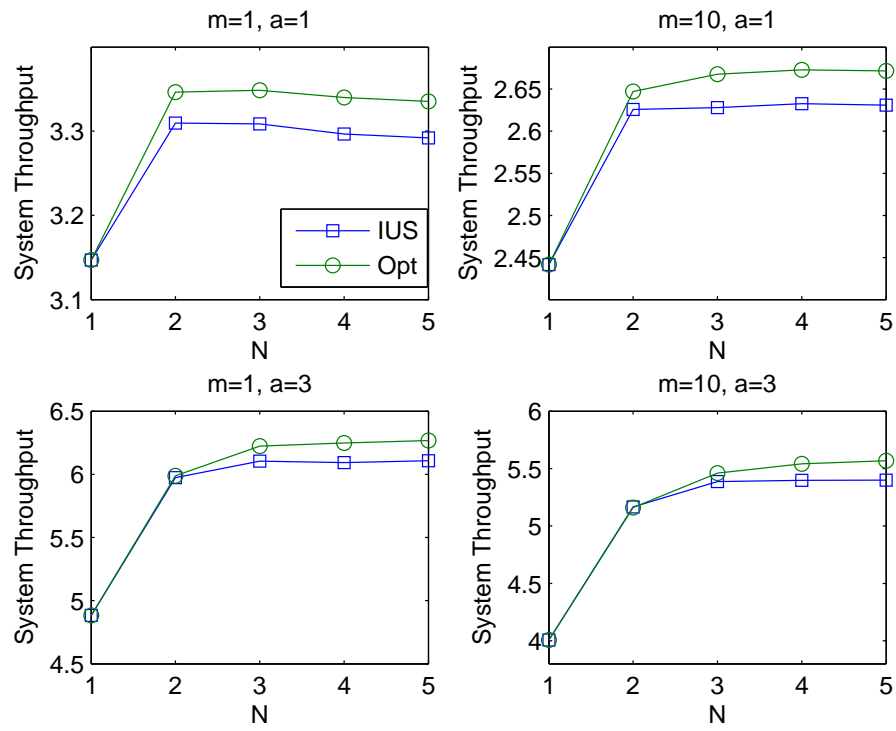 m=1, a=1
System Throughput
3.3
3.2
3.1
1 2 3 4 5
N
IUS
Opt
m=10, a=1
System Throughput
2.65
2.6
2.55
2.5
2.45
1 2 3 4 5
N
m=1, a=3
System Throughput
6.5
6
5.5
5
4.5
1 2 3 4 5
N
m=10, a=3
System Throughput
6
5.5
5
4.5
4
1 2 3 4 5
N